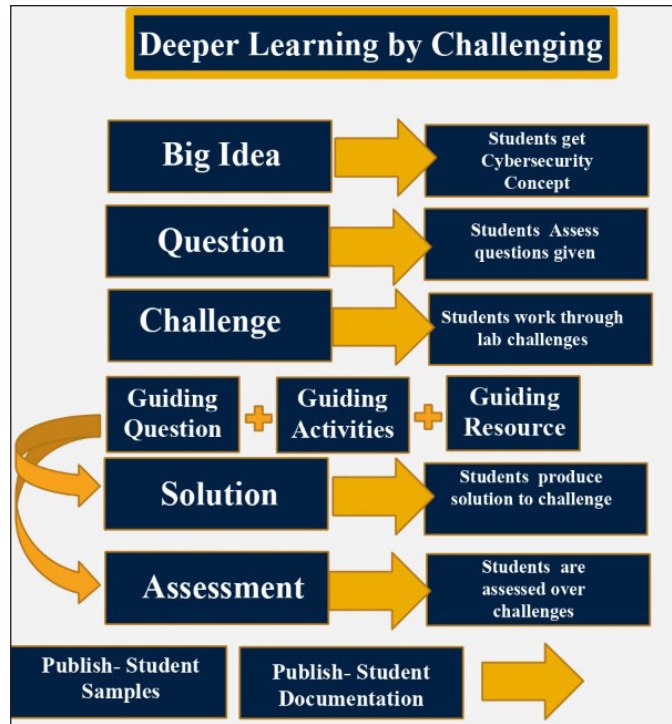 Deeper Learning by Challenging
Big Idea
Students get
Cybersecurity
Concept
Question
Students Assess
questions given
Challenge
Students work through
lab challenges
Guiding
Question
Guiding
Activities
Guiding
Resource
Solution
Students produce
solution to challenge
Assessment
Students are
assessed over
challenges
Publish- Student
Samples
Publish- Student
Documentation